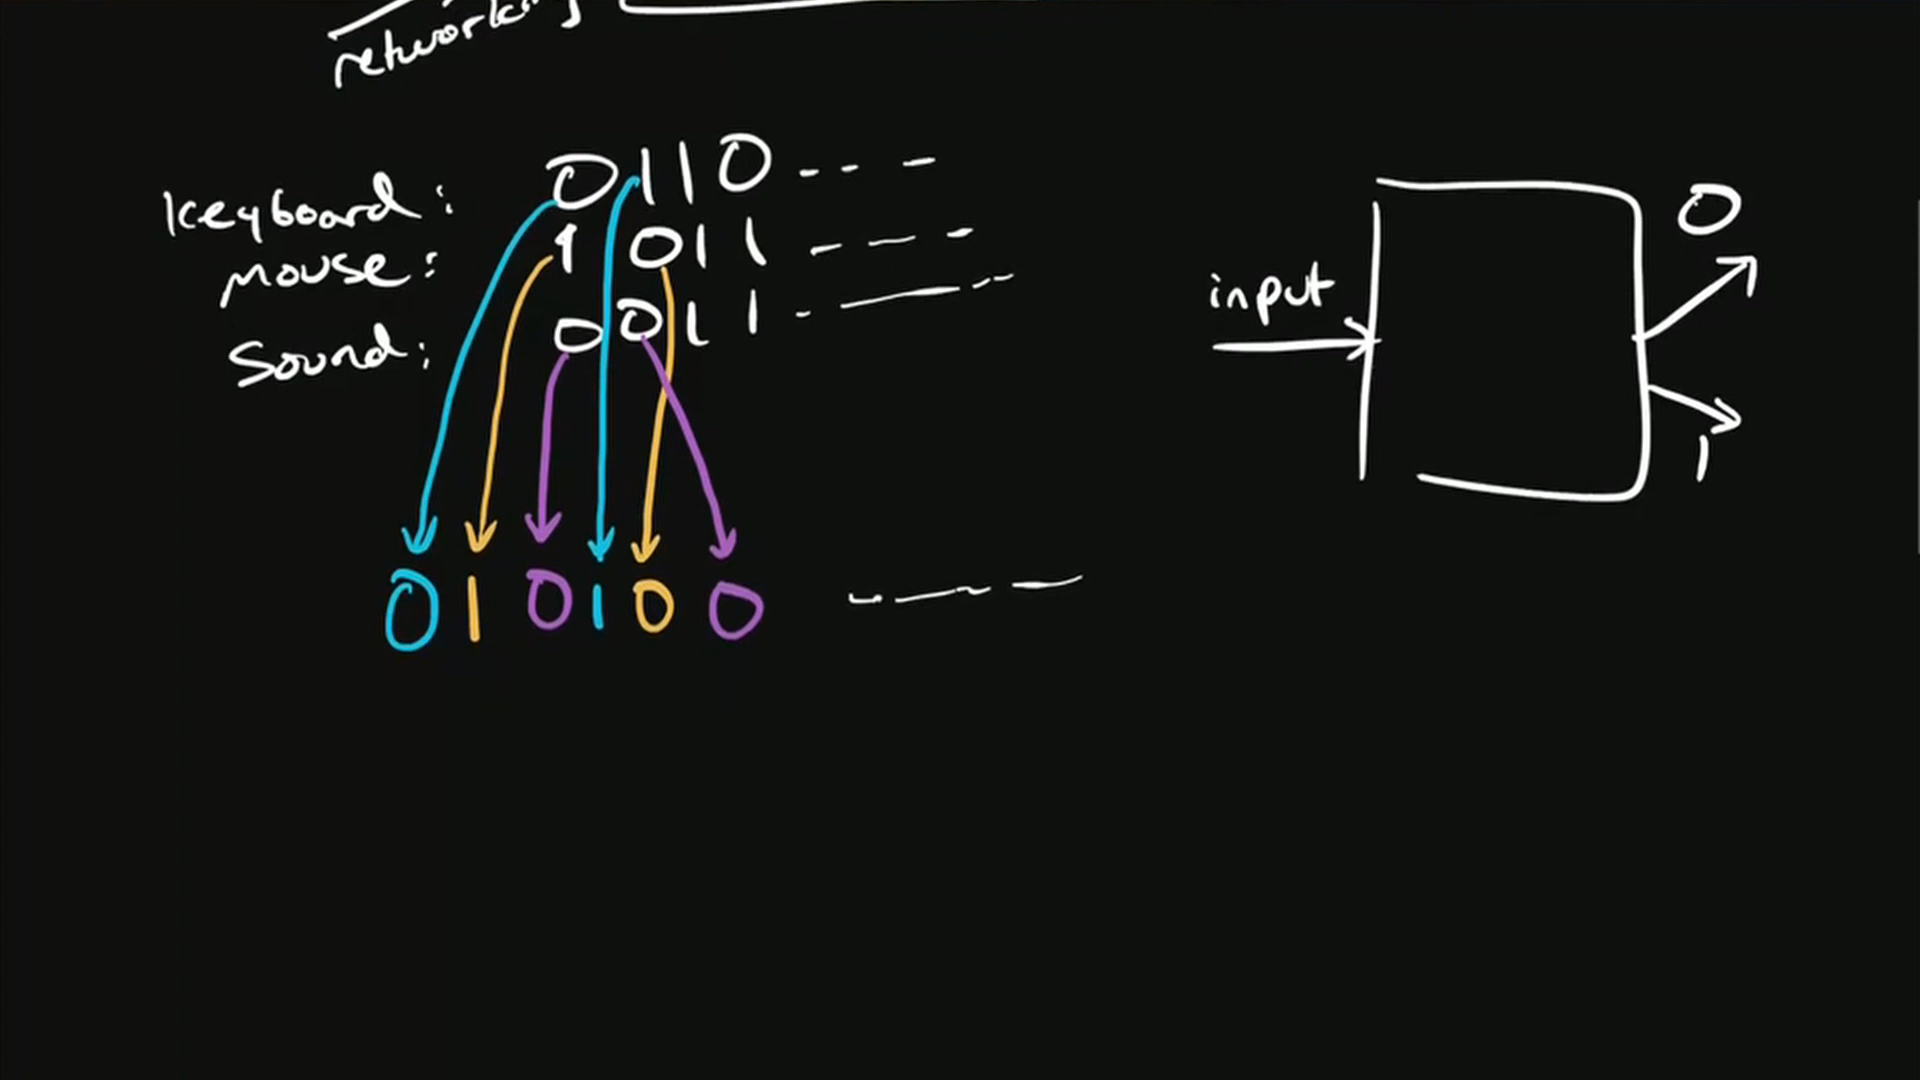 networking
keyboard: 0110 - - -
mouse: 1011 - - -
Sound: 0011 - - - -
010100 - - - -
input
0
1